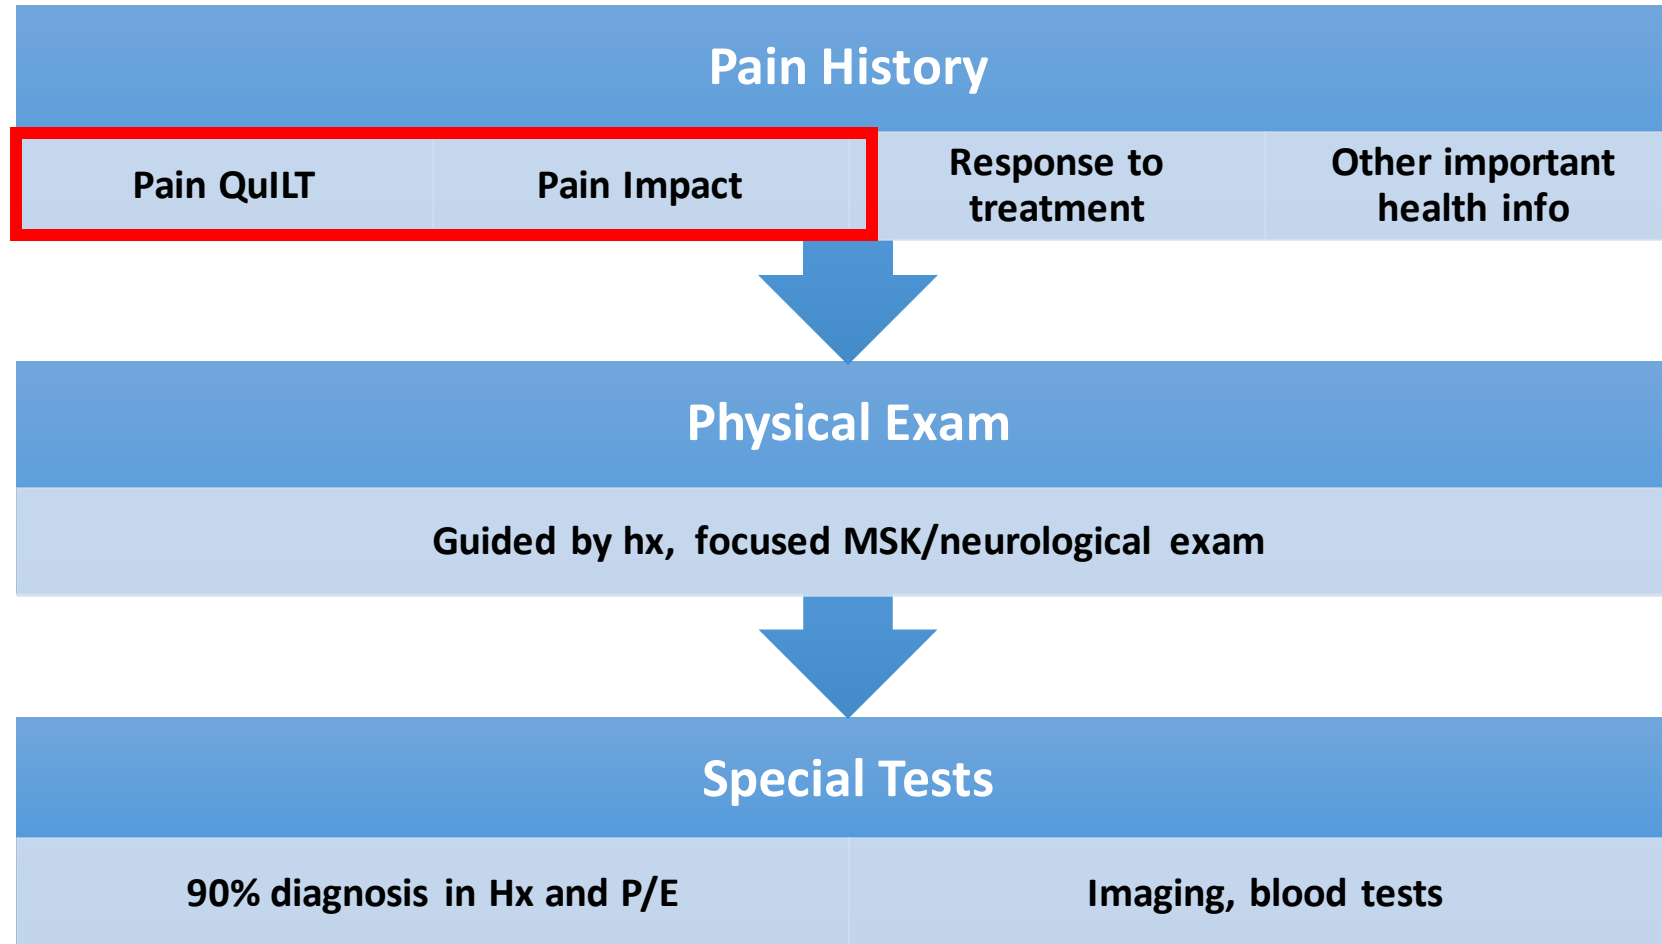 Pain History
Pain QuILT
Pain Impact
Response to
treatment
Other important
health info
Physical Exam
Guided by hx, focused MSK/neurological exam
Special Tests
90% diagnosis in Hx and P/E
Imaging, blood tests